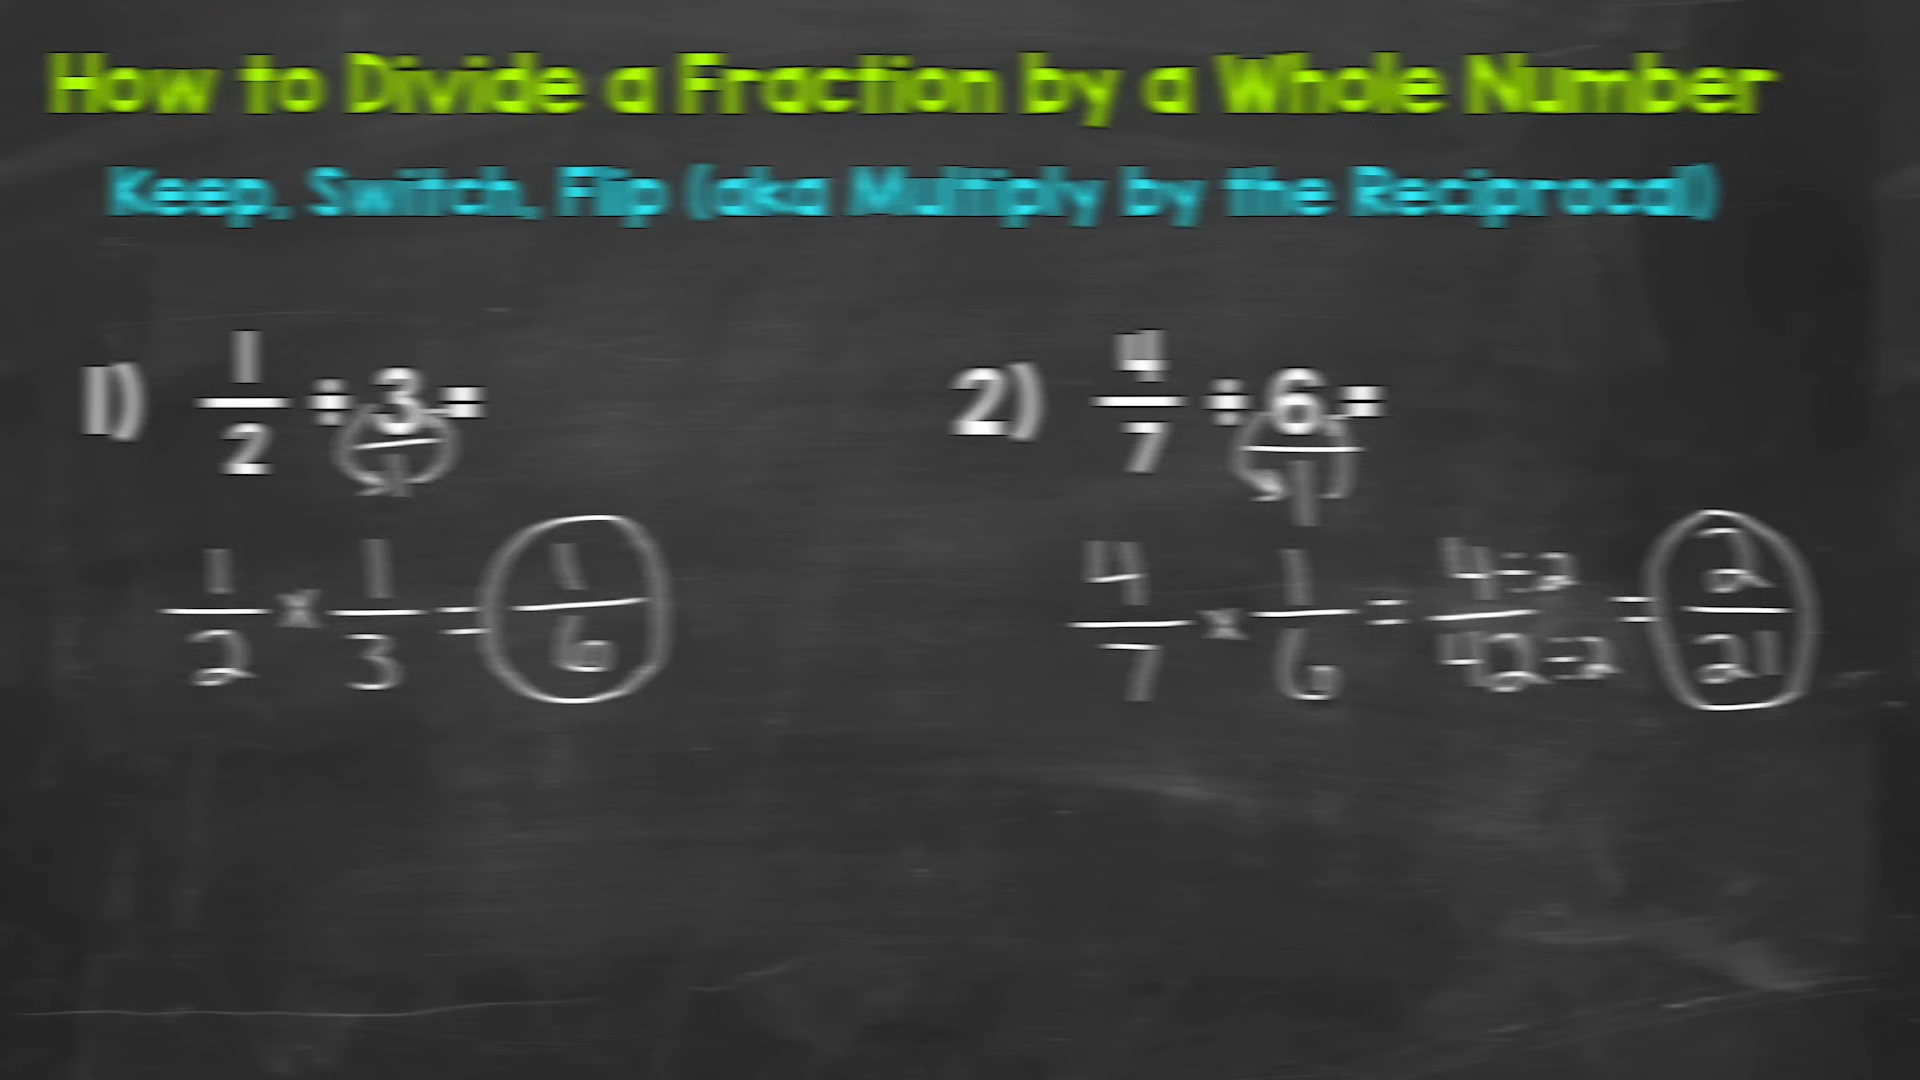 How to Divide a Fraction by a Whole Number
Keep, Switch, Flip (aka Multiply by the Reciprocal)
1) 1/2 ÷ 3/1 =
1/2 x 1/3 = 1/6
2) 4/7 ÷ 6/1 =
4/7 x 1/6 = 4÷2/42÷2 = 2/21